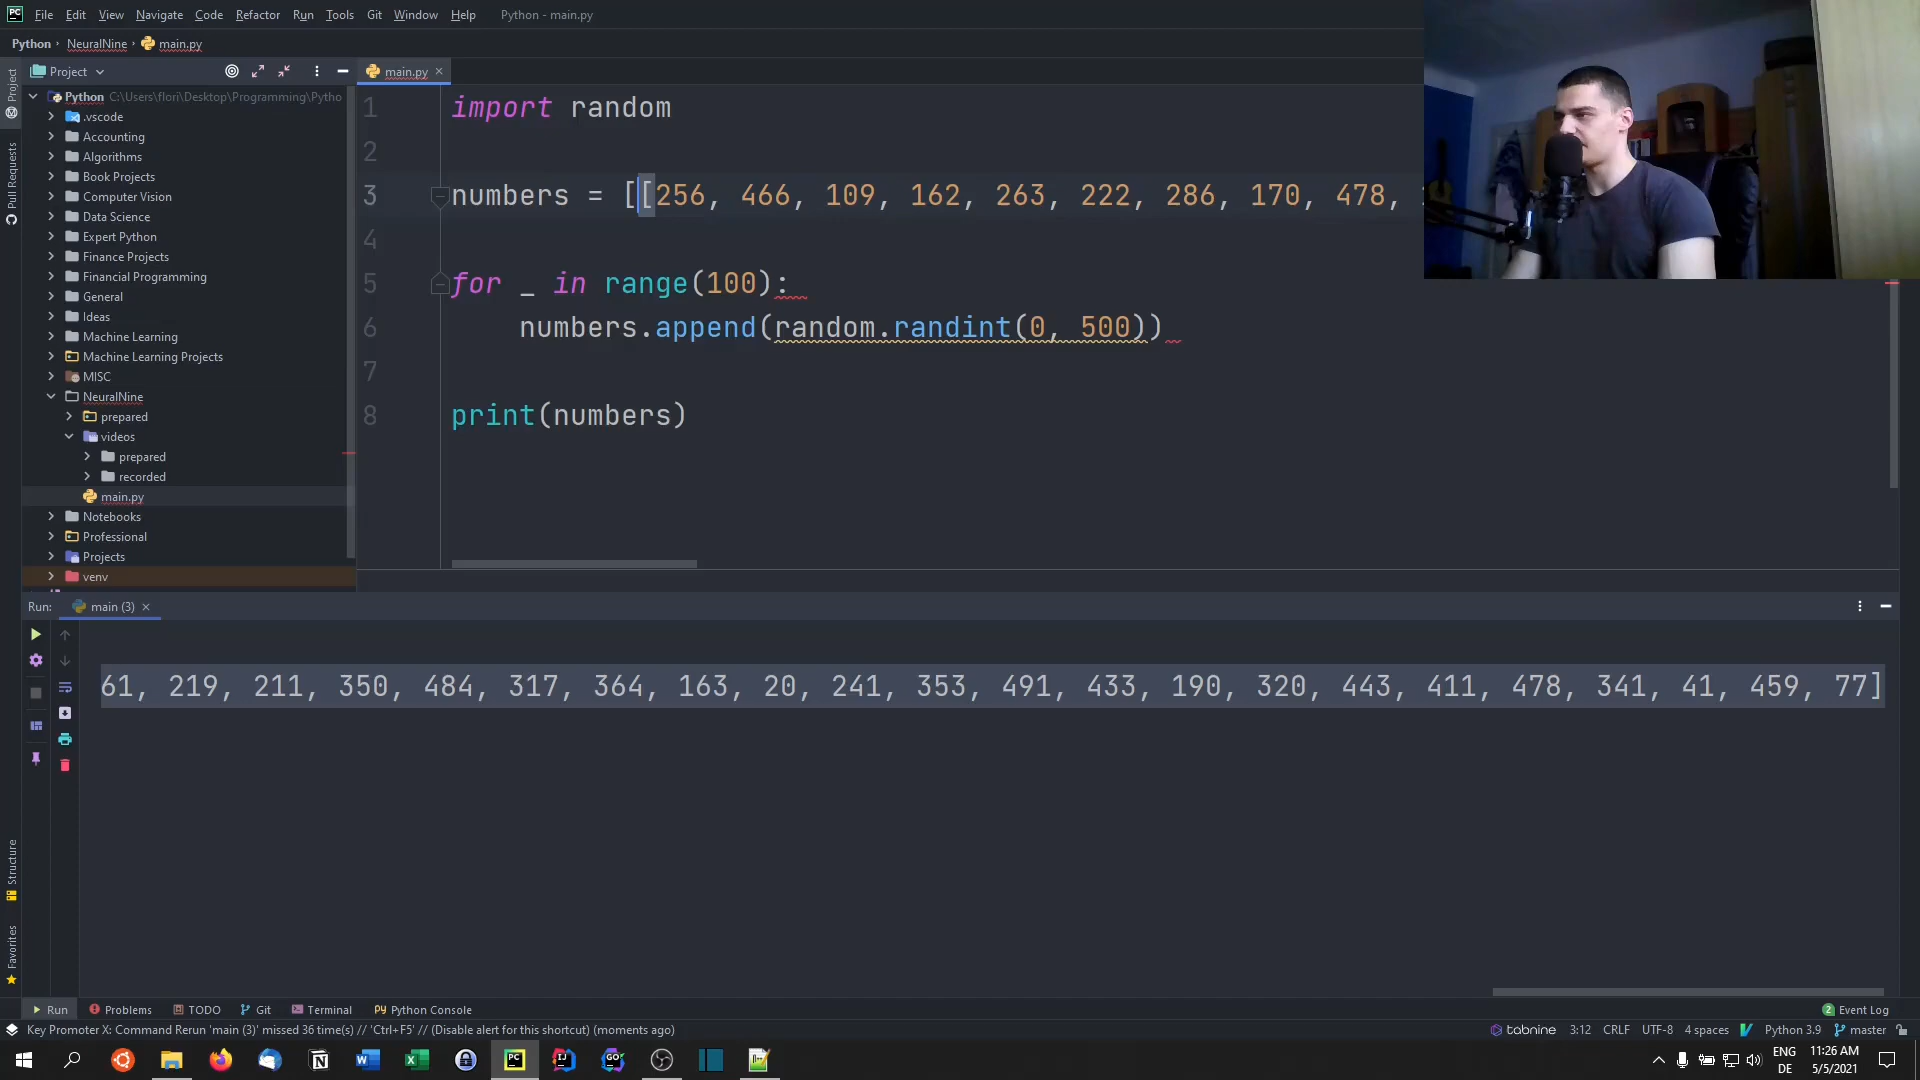 File Edit View Navigate Code Refactor Run Tools Git Window Help Python - main.py
Python NeuralNine main.py
Project
main.py
Project
Pull Requests
Python C:\Users\flori\Desktop\Programming\Pytho
.vscode
Accounting
Algorithms
Book Projects
Computer Vision
Data Science
Expert Python
Finance Projects
Financial Programming
General
Ideas
Machine Learning
Machine Learning Projects
MISC
NeuralNine
prepared
videos
prepared
recorded
main.py
Notebooks
Professional
Projects
venv
1 import random
2
3 numbers = [[256, 466, 109, 162, 263, 222, 286, 170, 478,
4
5 for _ in range(100):
6 numbers.append(random.randint(0, 500))
7
8 print(numbers)
Run: main (3)
61, 219, 211, 350, 484, 317, 364, 163, 20, 241, 353, 491, 433, 190, 320, 443, 411, 478, 341, 41, 459, 77]
Structure
Favorites
Run Problems TODO Git Terminal Python Console 2 Event Log
Key Promoter X: Command Rerun 'main (3)' missed 36 time(s) // 'Ctrl+F5' // (Disable alert for this shortcut) (moments ago) tabnine 3:12 CRLF UTF-8 4 spaces Python 3.9 master
ENG 11:26 AM
DE 5/5/2021